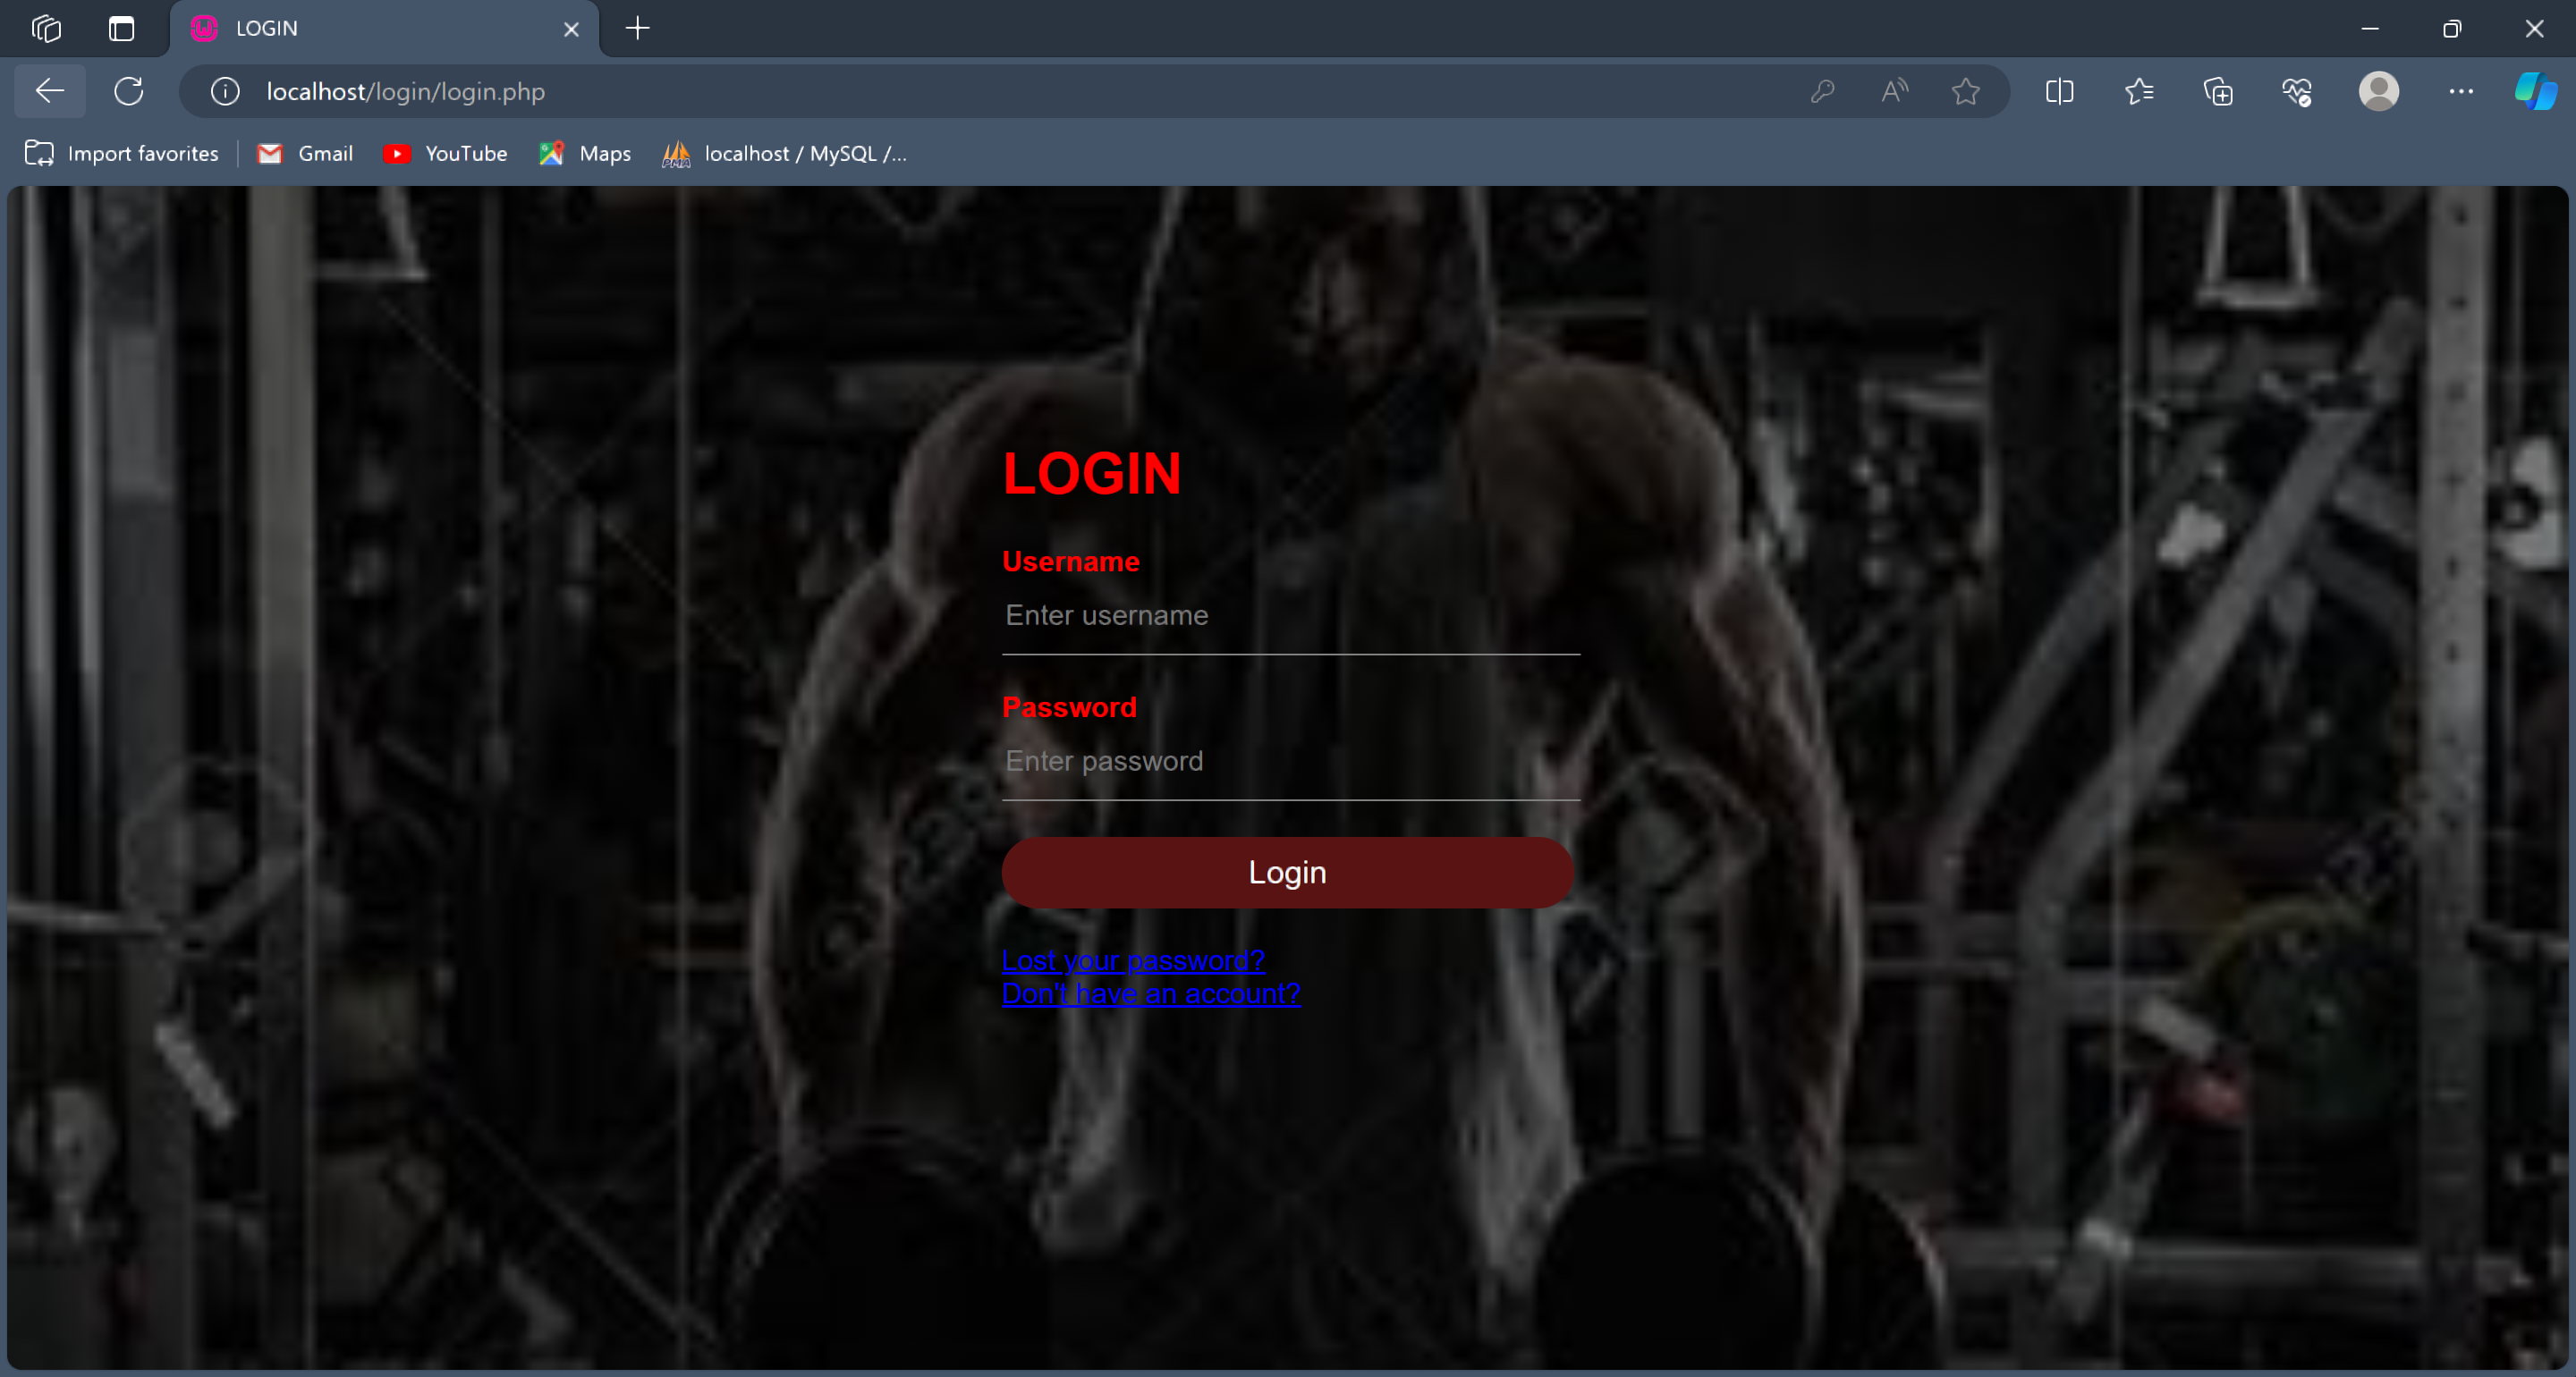 LOGIN
localhost/login/login.php
Import favorites
Gmail
YouTube
Maps
localhost / MySQL /...
LOGIN
Username
Enter username
Password
Enter password
Login
Lost your password?
Don't have an account?